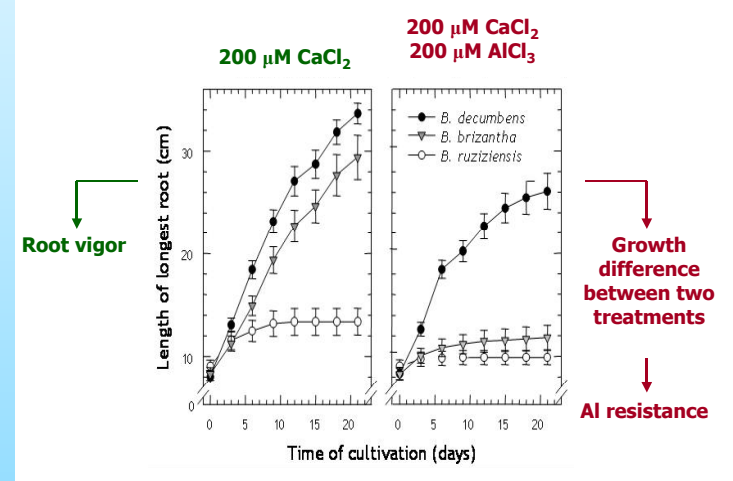 200 μM CaCl₂
200 μM CaCl₂
200 μM AlCl₃
Length of longest root (cm)
30
20
10
0
B. decumbens
B. brizantha
B. ruziziensis
0 5 10 15 20
0 5 10 15 20
Time of cultivation (days)
Root vigor
Growth
difference
between two
treatments
Al resistance